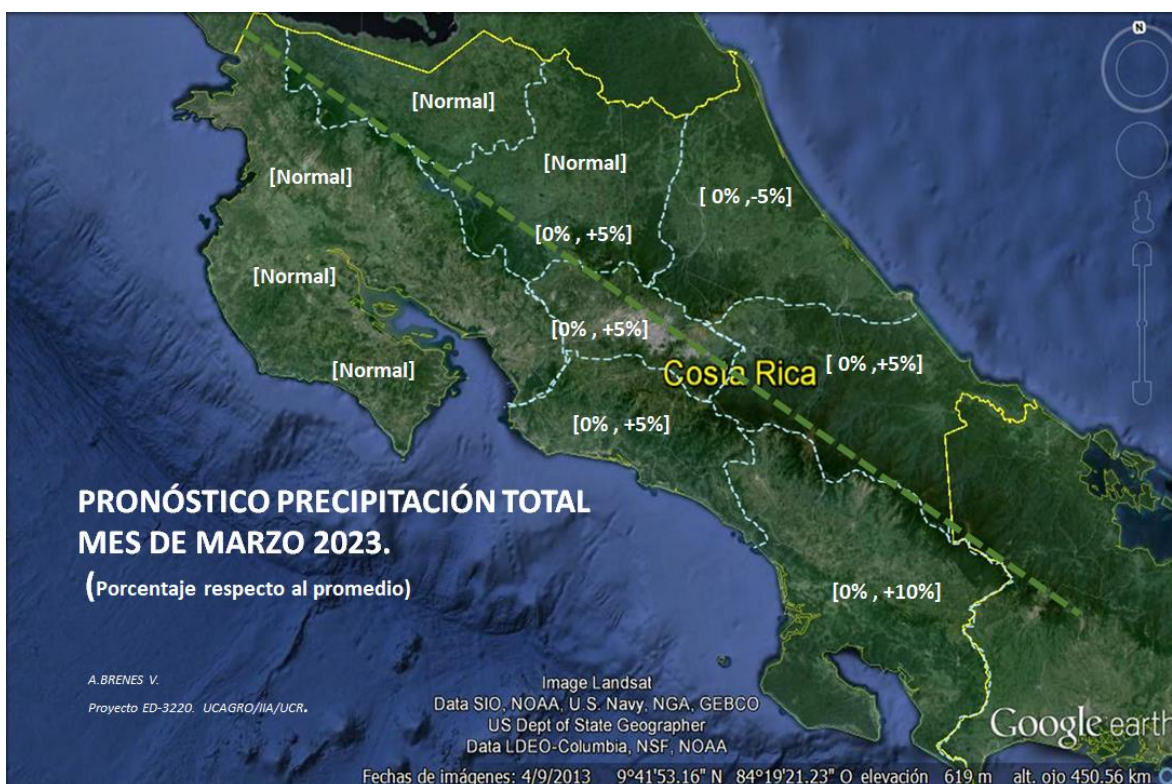 N
[Normal]
[Normal]
[Normal]
[ 0% ,-5%]
[0% , +5%]
[Normal]
[0% , +5%]
[Normal]
Costa Rica
[ 0% ,+5%]
[0% , +5%]
PRONÓSTICO PRECIPITACIÓN TOTAL
MES DE MARZO 2023.
(Porcentaje respecto al promedio)
[0% , +10%]
A.BRENES V.
Proyecto ED-3220. UCAGRO/IIA/UCR.
Image Landsat
Data SIO, NOAA, U.S. Navy, NGA, GEBCO
US Dept of State Geographer
Data LDEO-Columbia, NSF, NOAA
Google earth
Fechas de imágenes: 4/9/2013 9°41'53.16" N 84°19'21.23" O elevación 619 m alt. ojo 450.56 km